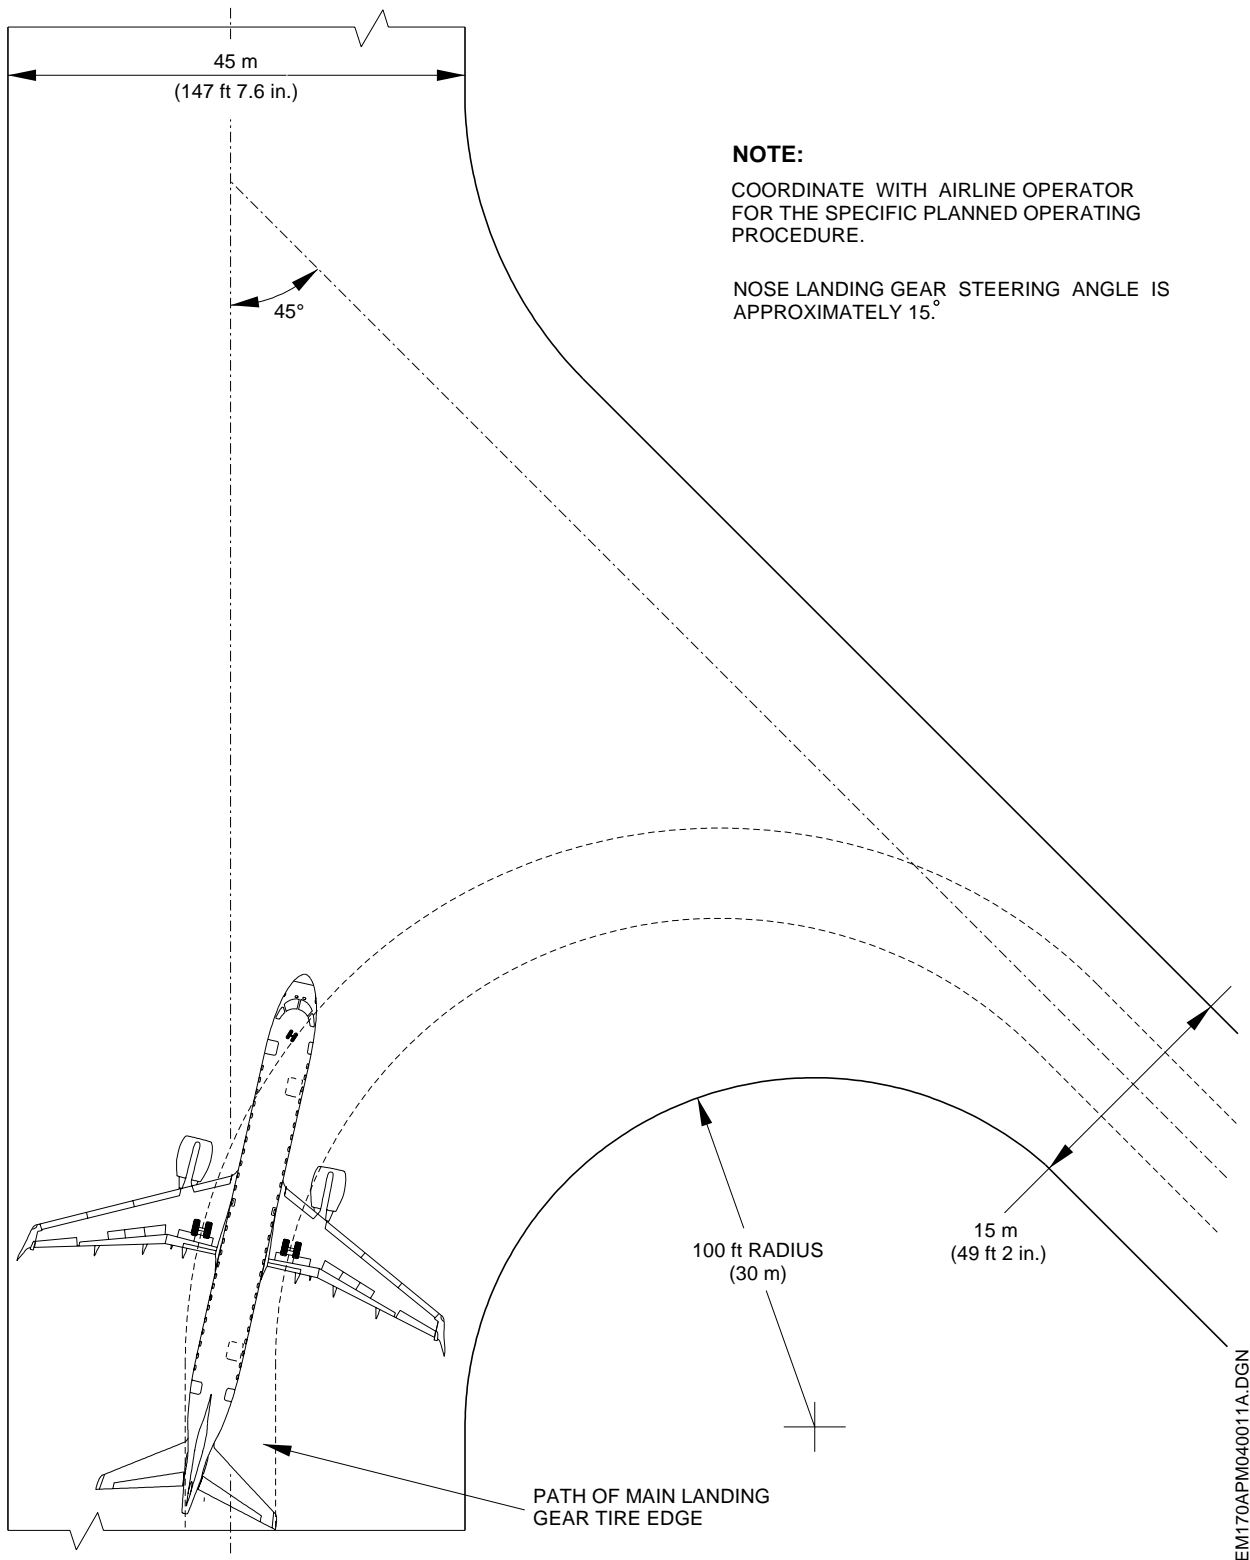 45 m
(147 ft 7.6 in.)
NOTE:
COORDINATE WITH AIRLINE OPERATOR
FOR THE SPECIFIC PLANNED OPERATING
PROCEDURE.
NOSE LANDING GEAR STEERING ANGLE IS
APPROXIMATELY 15.°
45°
100 ft RADIUS
(30 m)
15 m
(49 ft 2 in.)
PATH OF MAIN LANDING
GEAR TIRE EDGE
EM170APM040011A.DGN